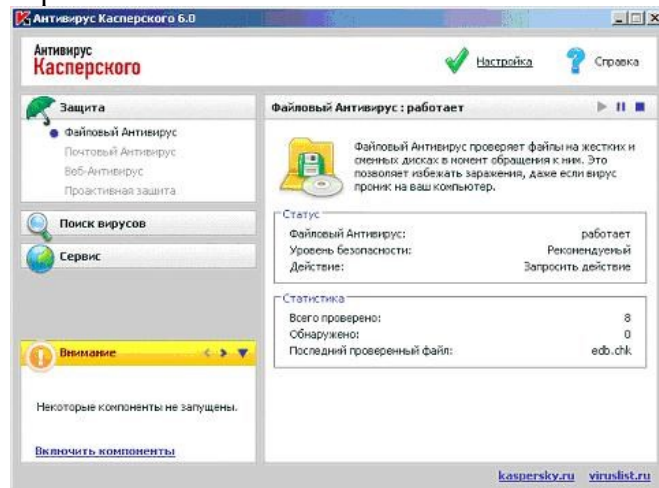 Антивирус Касперского 6.0
Антивирус
Касперского
Настройка
Справка
Защита
Файловый Антивирус
Почтовый Антивирус
Веб-Антивирус
Проактивная защита
Поиск вирусов
Сервис
Внимание
Некоторые компоненты не запущены.
Включить компоненты
Файловый Антивирус : работает
Файловый Антивирус проверяет файлы на жестких и
сменных дисках в момент обращения к ним. Это
позволяет избежать заражения, даже если вирус
проник на ваш компьютер.
Статус
Файловый Антивирус: работает
Уровень безопасности: Рекомендуемый
Действие: Запросить действие
Статистика
Всего проверено: 8
Обнаружено: 0
Последний проверенный файл: edb.chk
kaspersky.ru viruslist.ru